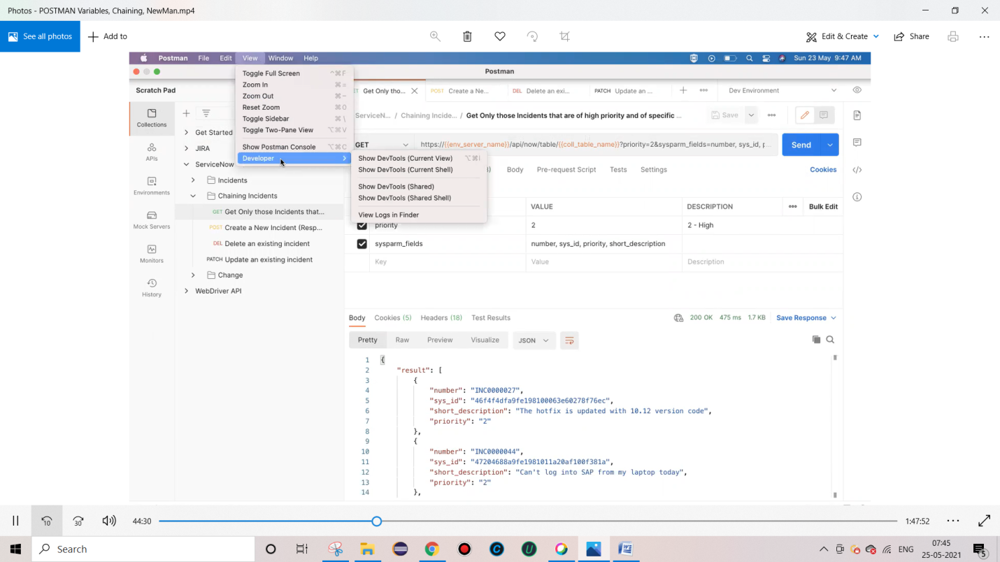 Photos - POSTMAN Variables, Chaining, NewMan.mp4
See all photos
Add to
Edit & Create
Share
Postman File Edit View Window Help
Sun 23 May 9:47 AM
Postman
Toggle Full Screen ^⌘F
Zoom In ⌘=
Zoom Out ⌘–
Reset Zoom ⌘0
Toggle Sidebar ⌘\
Toggle Two-Pane View ⌥⌘V
Show Postman Console ⌥⌘C
Developer
Show DevTools (Current View) ⌥⌘I
Show DevTools (Current Shell)
Show DevTools (Shared)
Show DevTools (Shared Shell)
View Logs in Finder
Scratch Pad
Get Only tho...
POST Create a Ne...
DEL Delete an exi...
PATCH Update an ...
Dev Environment
Collections
APIs
Environments
Mock Servers
Monitors
History
Get Started
JIRA
ServiceNow
Incidents
Chaining Incidents
GET Get Only those Incidents that...
POST Create a New Incident (Resp...
DEL Delete an existing incident
PATCH Update an existing incident
Change
WebDriver API
ServiceN... / Chaining Incide... / Get Only those Incidents that are of high priority and of specific ...
Save
GET
https://{{env_server_name}}/api/now/table/{{coll_table_name}}?priority=2&sysparm_fields=number, sys_id, p...
Send
Body Pre-request Script Tests Settings
Cookies
VALUE DESCRIPTION Bulk Edit
priority 2 2 - High
sysparm_fields number, sys_id, priority, short_description
Key Value Description
Body Cookies (5) Headers (18) Test Results
200 OK 475 ms 1.7 KB Save Response
Pretty Raw Preview Visualize JSON
1 {
2 "result": [
3 {
4 "number": "INC0000027",
5 "sys_id": "46f4f4dfa9fe198100063e60278f76ec",
6 "short_description": "The hotfix is updated with 10.12 version code",
7 "priority": "2"
8 },
9 {
10 "number": "INC0000044",
11 "sys_id": "47204688a9fe1981011a20af100f381a",
12 "short_description": "Can't log into SAP from my laptop today",
13 "priority": "2"
14 },
10
30
44:30
1:47:52
Search
ENG
07:45
25-05-2021
5